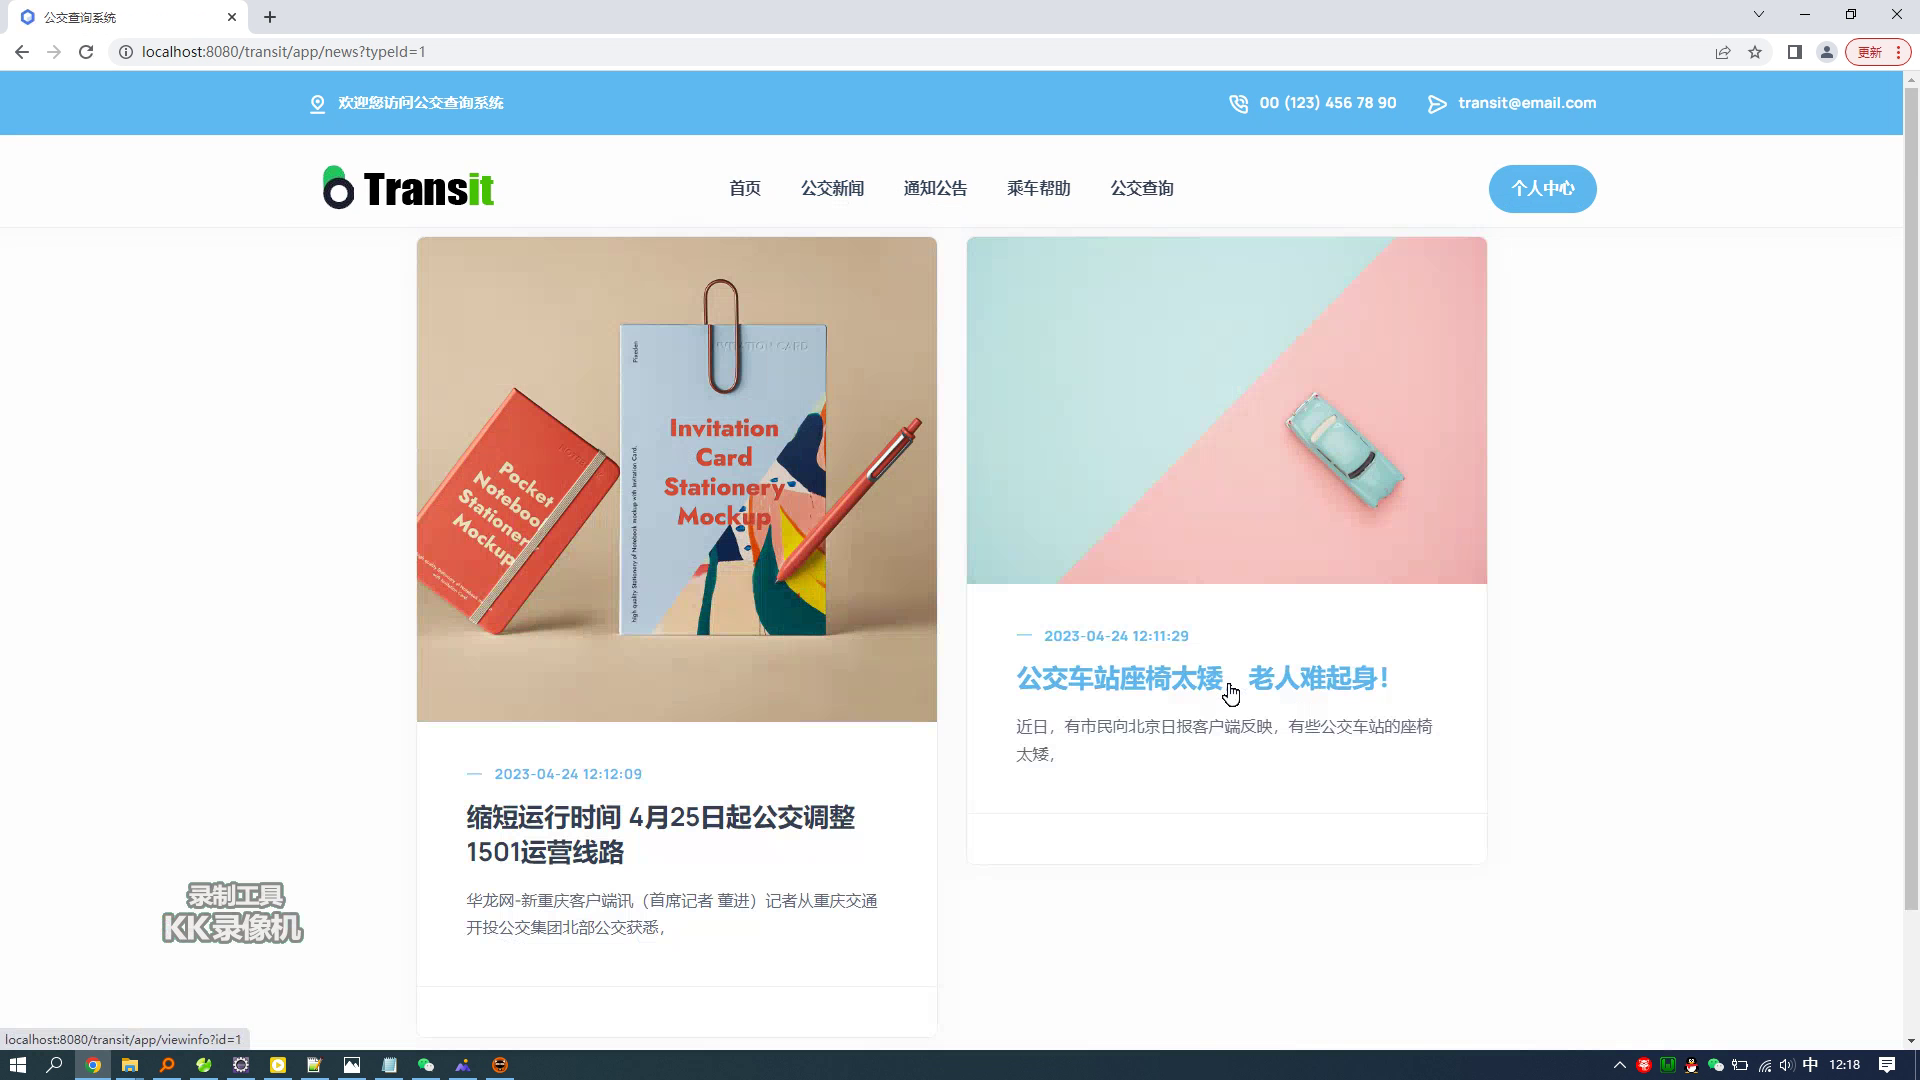 公交查询系统
localhost:8080/transit/app/news?typeId=1
更新
欢迎您访问公交查询系统
00 (123) 456 78 90
transit@email.com
Transit
首页
公交新闻
通知公告
乘车帮助
公交查询
个人中心
Pixeden
INVITATION CARD
Invitation
Card
Stationery
Mockup
High quality Stationery of Notebook mockup with Invitation Card.
Pocket
Noteboo
Stationer
Mockup
2023-04-24 12:12:09
缩短运行时间 4月25日起公交调整
1501运营线路
华龙网-新重庆客户端讯（首席记者 董进）记者从重庆交通
开投公交集团北部公交获悉，
2023-04-24 12:11:29
公交车站座椅太矮，老人难起身！
近日，有市民向北京日报客户端反映，有些公交车站的座椅
太矮，
录制工具
KK录像机
localhost:8080/transit/app/viewinfo?id=1
中
12:18